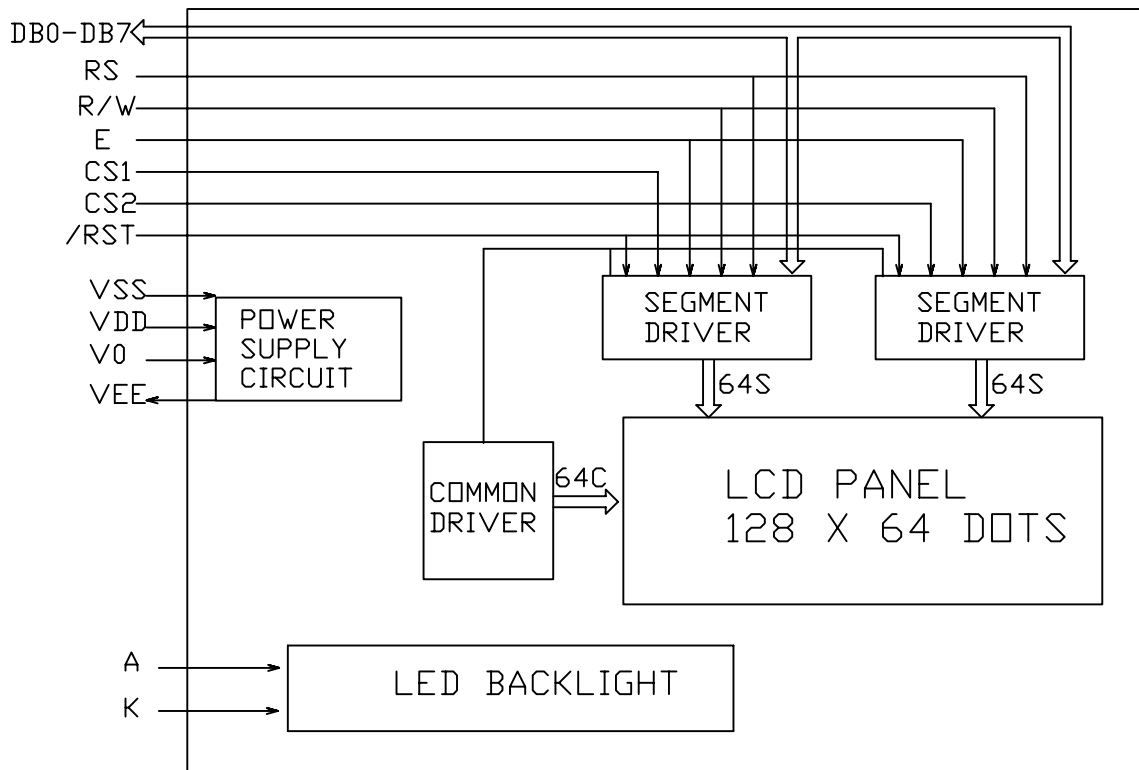 DB0-DB7
RS
R/W
E
CS1
CS2
/RST
VSS
VDD
V0
VEE
POWER
SUPPLY
CIRCUIT
SEGMENT
DRIVER
SEGMENT
DRIVER
64S
64S
COMMON
DRIVER
64C
LCD PANEL
128 X 64 DOTS
A
K
LED BACKLIGHT